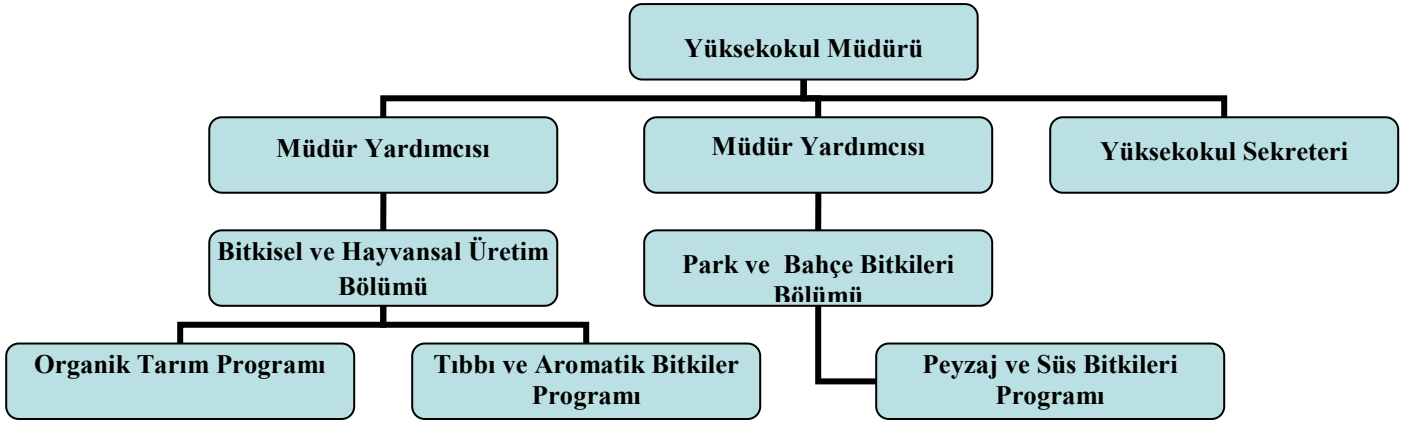 Yüksekokul Müdürü
Müdür Yardımcısı
Müdür Yardımcısı
Yüksekokul Sekreteri
Bitkisel ve Hayvansal Üretim
Bölümü
Park ve Bahçe Bitkileri
Bölümü
Organik Tarım Programı
Tıbbı ve Aromatik Bitkiler
Programı
Peyzaj ve Süs Bitkileri
Programı